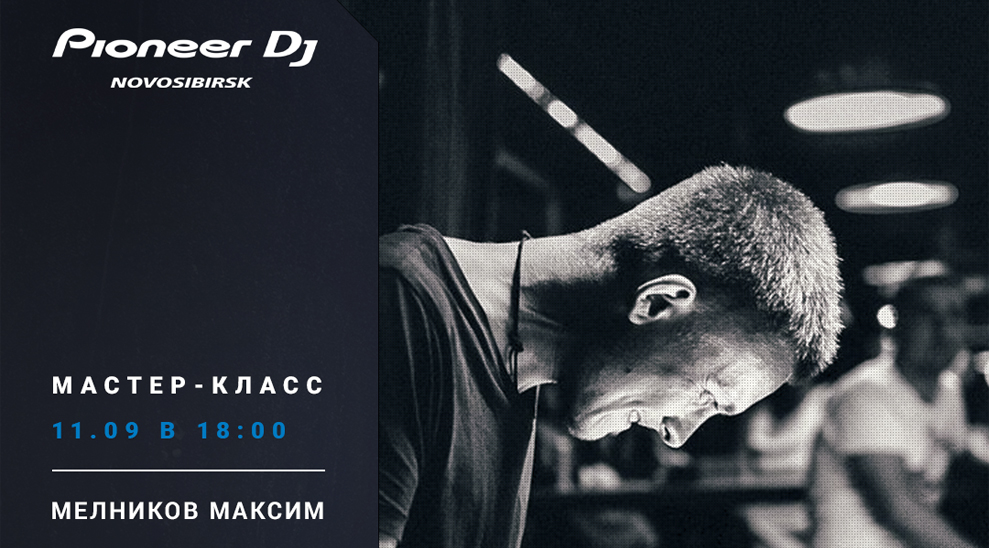 Pioneer Dj
NOVOSIBIRSK
МАСТЕР-КЛАСС
11.09 В 18:00
МЕЛНИКОВ МАКСИМ